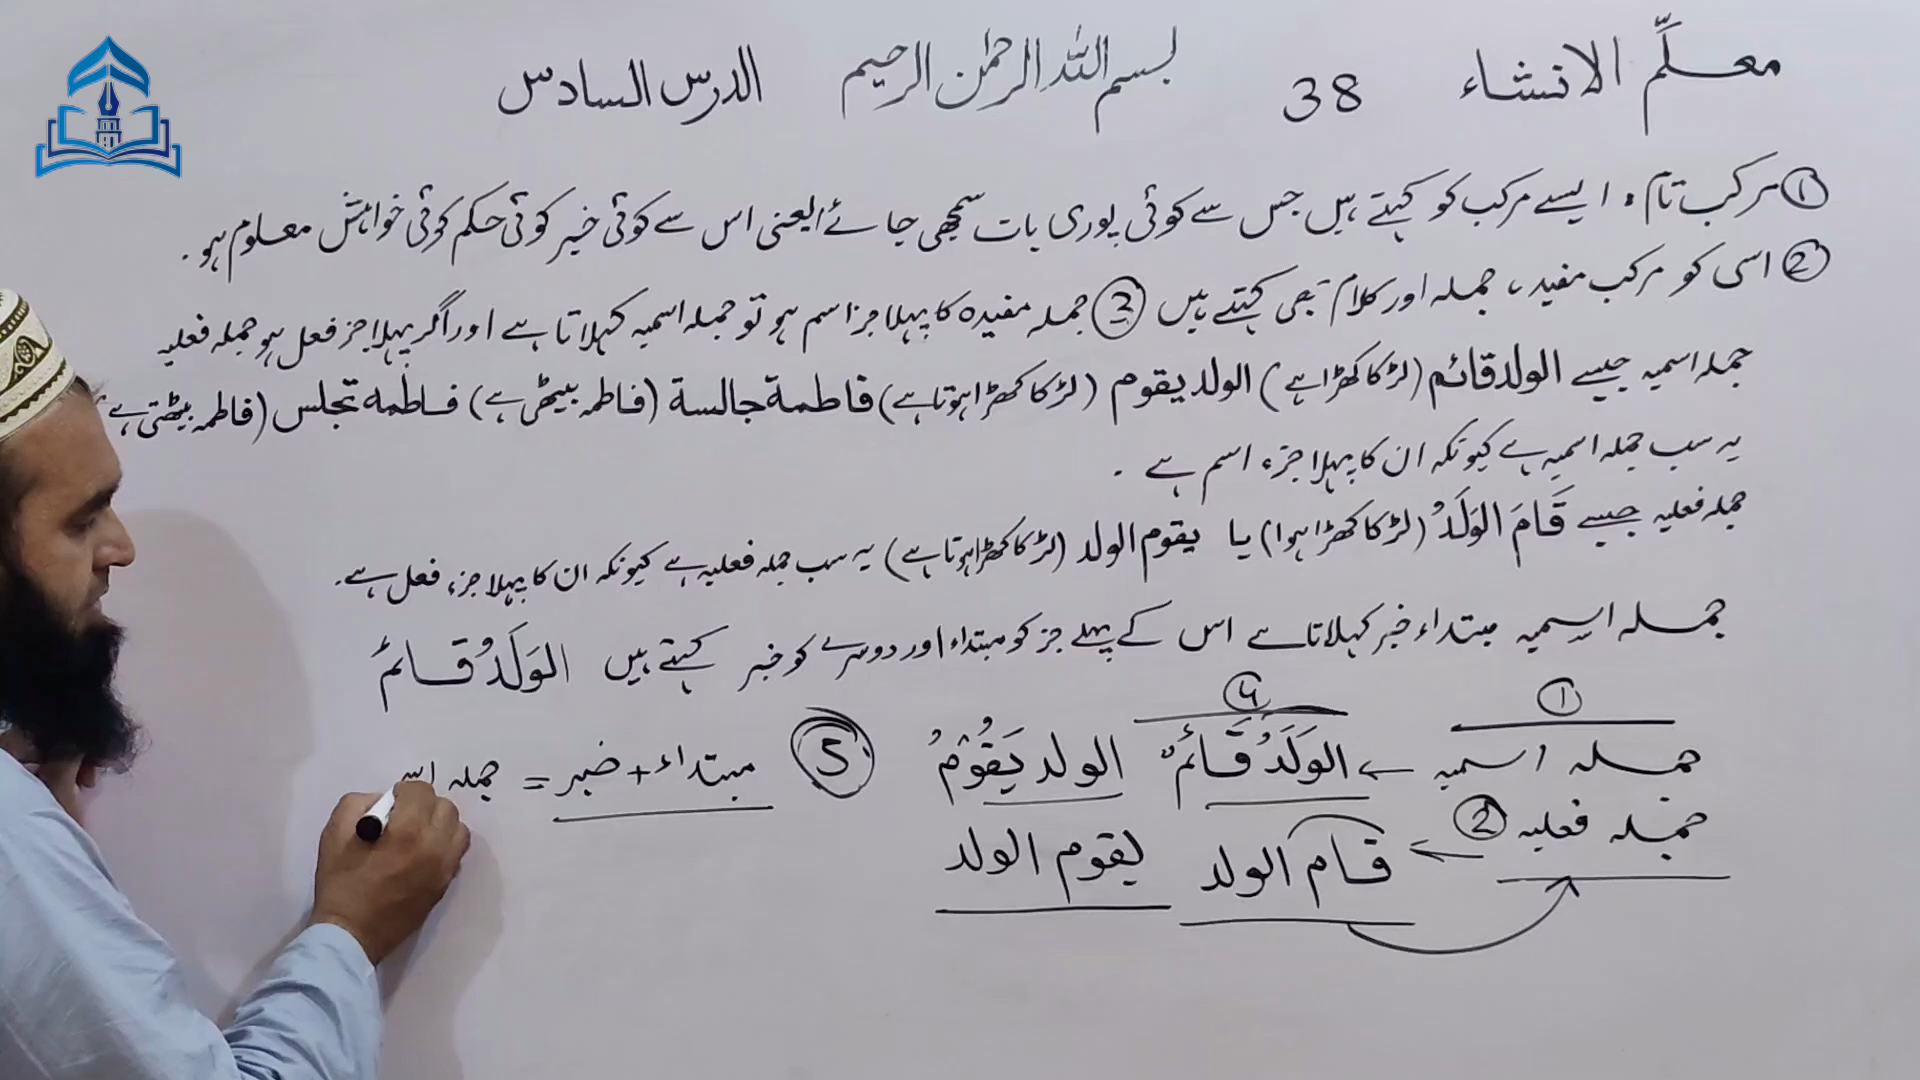 معلّم الانشاء 38 بسم الله الرحمٰن الرحیم الدرس السادس
① مرکب تام: ایسے مرکب کو کہتے ہیں جس سے کوئی پوری بات سمجھی جائے یعنی اس سے کوئی خبر کوئی حکم کوئی خواہش معلوم ہو۔
② اسی کو مرکب مفید، جملہ اور کلام بھی کہتے ہیں ③ جملہ مفیدہ کا پہلا جز اسم ہو تو جملہ اسمیہ کہلاتا ہے اور اگر پہلا جز فعل ہو جملہ فعلیہ
جملہ اسمیہ جیسے الولد قائم (لڑکا کھڑا ہے) الولد یقوم (لڑکا کھڑا ہوتا ہے) فاطمة جالسة (فاطمہ بیٹھی ہے) فاطمة تجلس (فاطمہ بیٹھتی ہے
یہ سب جملہ اسمیہ ہے کیونکہ ان کا پہلا جزء اسم ہے ۔
جملہ فعلیہ جیسے قَامَ الوَلَدُ (لڑکا کھڑا ہوا) یا یقوم الولد (لڑکا کھڑا ہوتا ہے) یہ سب جملہ فعلیہ ہے کیونکہ ان کا پہلا جزء فعل ہے۔
جملہ اسمیہ مبتداء خبر کہلاتا ہے اس کے پہلے جز کو مبتداء اور دوسرے کو خبر کہتے ہیں الوَلَدُ قائمٌ
① ④
جملہ اسمیہ ← الوَلَدُ قَائمٌ الولد یَقُوْمُ ⑤ مبتداء + خبر = جملہ اس
جملہ فعلیہ ② ← قام الولد یقوم الولد